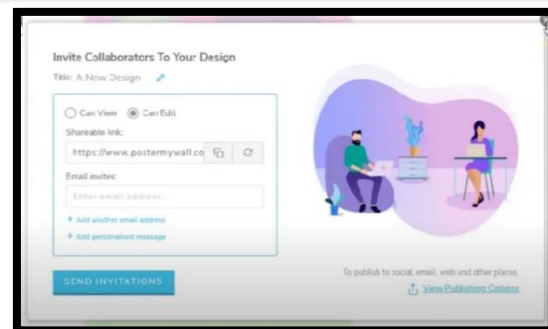 Invite Collaborators To Your Design
Title: A New Design
Can View Can Edit
Shareable link:
https://www.postermywall.co
Email invites:
Enter email address...
+ Add another email address
+ Add personalised message
SEND INVITATIONS
To publish to social, email, web and other places.
View Publishing Options